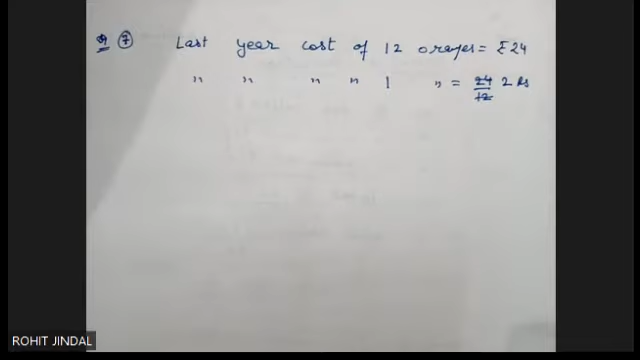 Q ⑦ Last year cost of 12 oranges = ₹24
" " " " 1 " = 24/12 2 Rs
ROHIT JINDAL